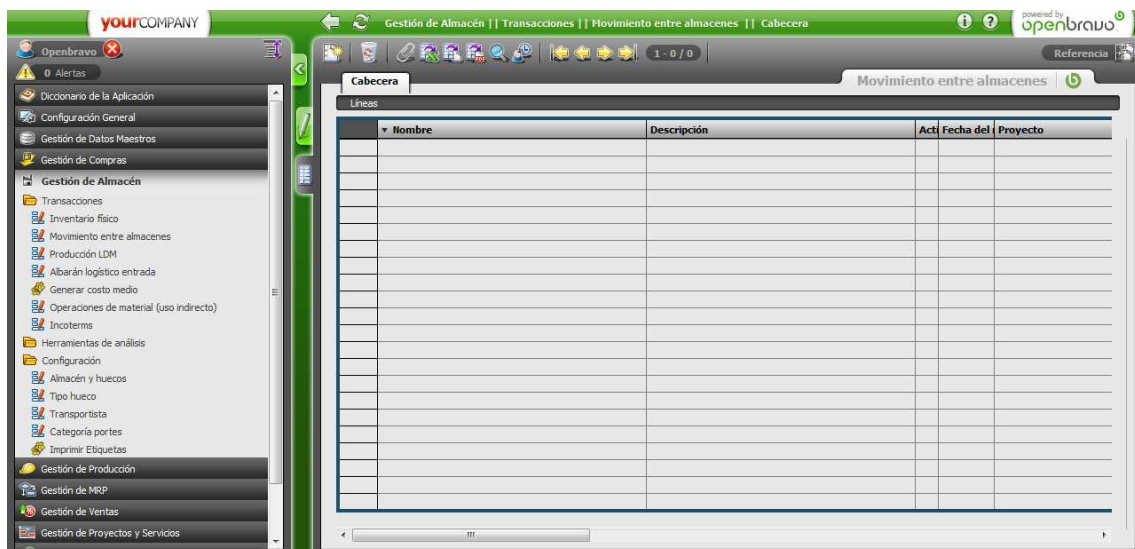 yourCOMPANY
Gestión de Almacén || Transacciones || Movimiento entre almacenes || Cabecera
powered by
openbravo
Openbravo
0 Alertas
1 - 0 / 0
Referencia
Cabecera
Movimiento entre almacenes
Líneas
Nombre
Descripción
Acti
Fecha del
Proyecto
Diccionario de la Aplicación
Configuración General
Gestión de Datos Maestros
Gestión de Compras
Gestión de Almacén
Transacciones
Inventario físico
Movimiento entre almacenes
Producción LDM
Albarán logístico entrada
Generar costo medio
Operaciones de material (uso indirecto)
Incoterms
Herramientas de análisis
Configuración
Almacén y huecos
Tipo hueco
Transportista
Categoría portes
Imprimir Etiquetas
Gestión de Producción
Gestión de MRP
Gestión de Ventas
Gestión de Proyectos y Servicios